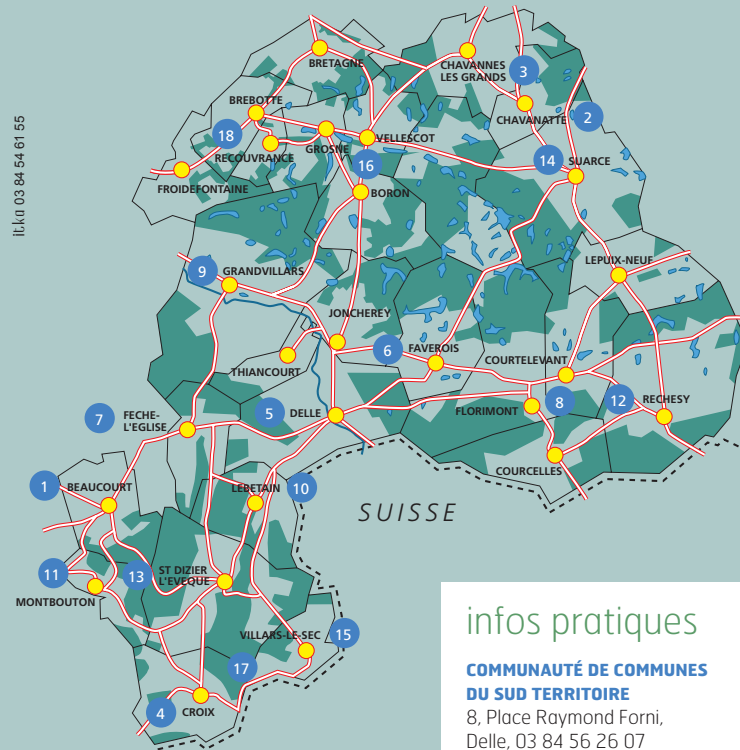 it.ka 03 84 54 61 55
BRETAGNE
CHAVANNES
LES GRANDS
3
BREBOTTE
CHAVANATTE
2
18
GROSNE
VELLESCOT
RECOUVRANCE
16
14
SUARCE
FROIDEFONTAINE
BORON
9
GRANDVILLARS
LEPUIX-NEUF
JONCHEREY
6
FAVEROIS
THIANCOURT
COURTELEVANT
7
FECHE-
L'EGLISE
5
DELLE
FLORIMONT
8
12
RECHESY
COURCELLES
1
BEAUCOURT
LEBETAIN
10
SUISSE
11
13
ST DIZIER
L'EVEQUE
MONTBOUTON
VILLARS-LE-SEC
15
17
4
CROIX
infos pratiques
COMMUNAUTÉ DE COMMUNES
DU SUD TERRITOIRE
8, Place Raymond Forni,
Delle, 03 84 56 26 07